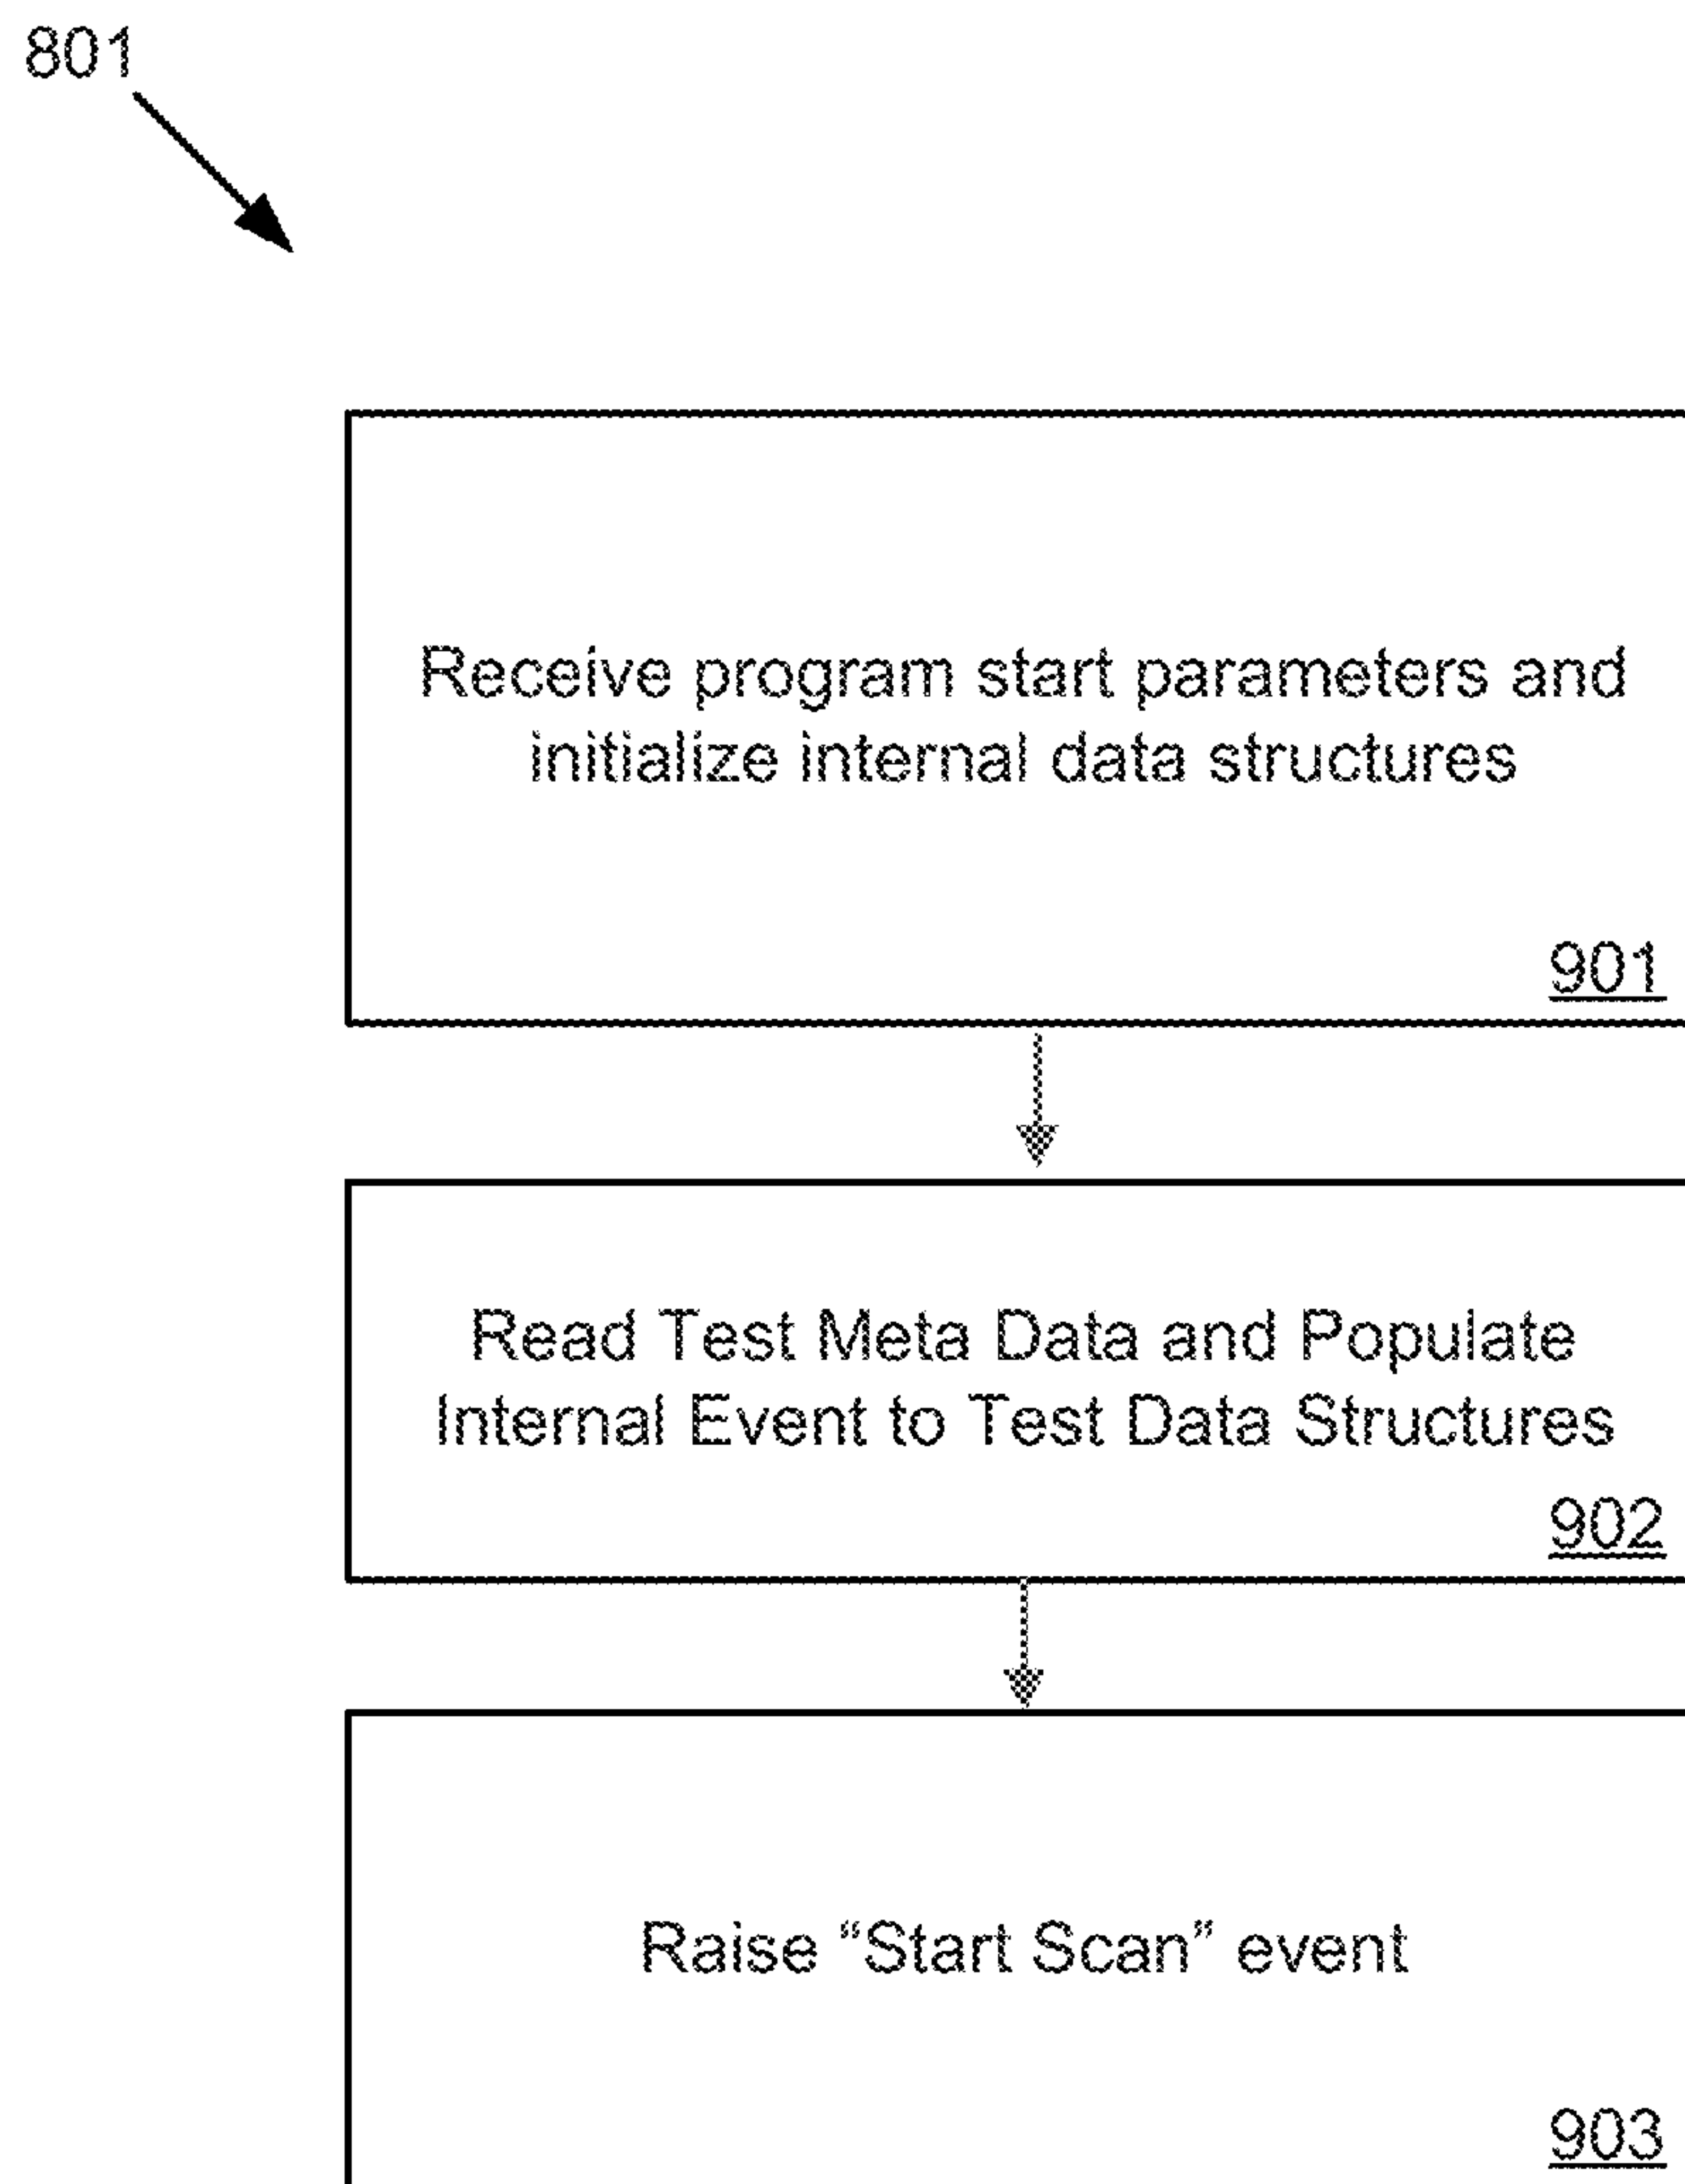 801
Receive program start parameters and
initialize internal data structures
901
Read Test Meta Data and Populate
Internal Event to Test Data Structures
902
Raise “Start Scan” event
903